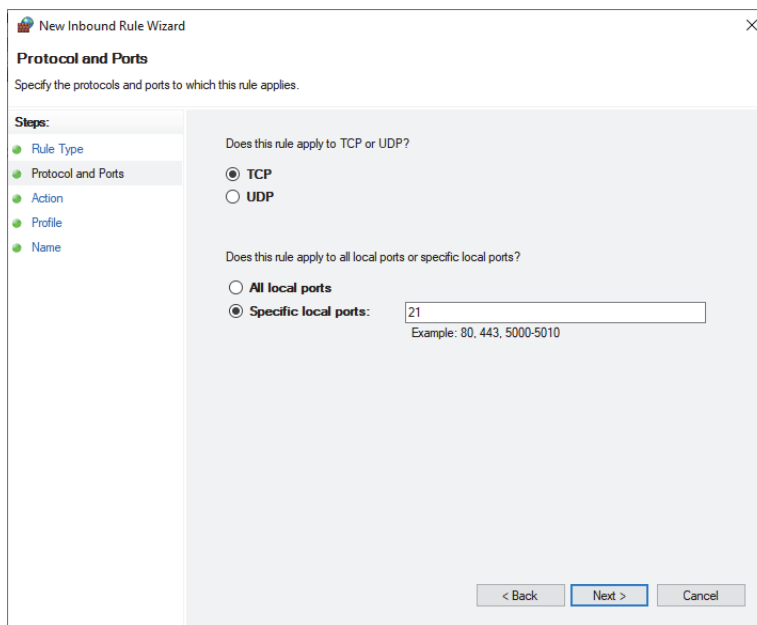 New Inbound Rule Wizard
Protocol and Ports
Specify the protocols and ports to which this rule applies.
Steps:
Rule Type
Protocol and Ports
Action
Profile
Name
Does this rule apply to TCP or UDP?
TCP
UDP
Does this rule apply to all local ports or specific local ports?
All local ports
Specific local ports: 21
Example: 80, 443, 5000-5010
< Back Next > Cancel